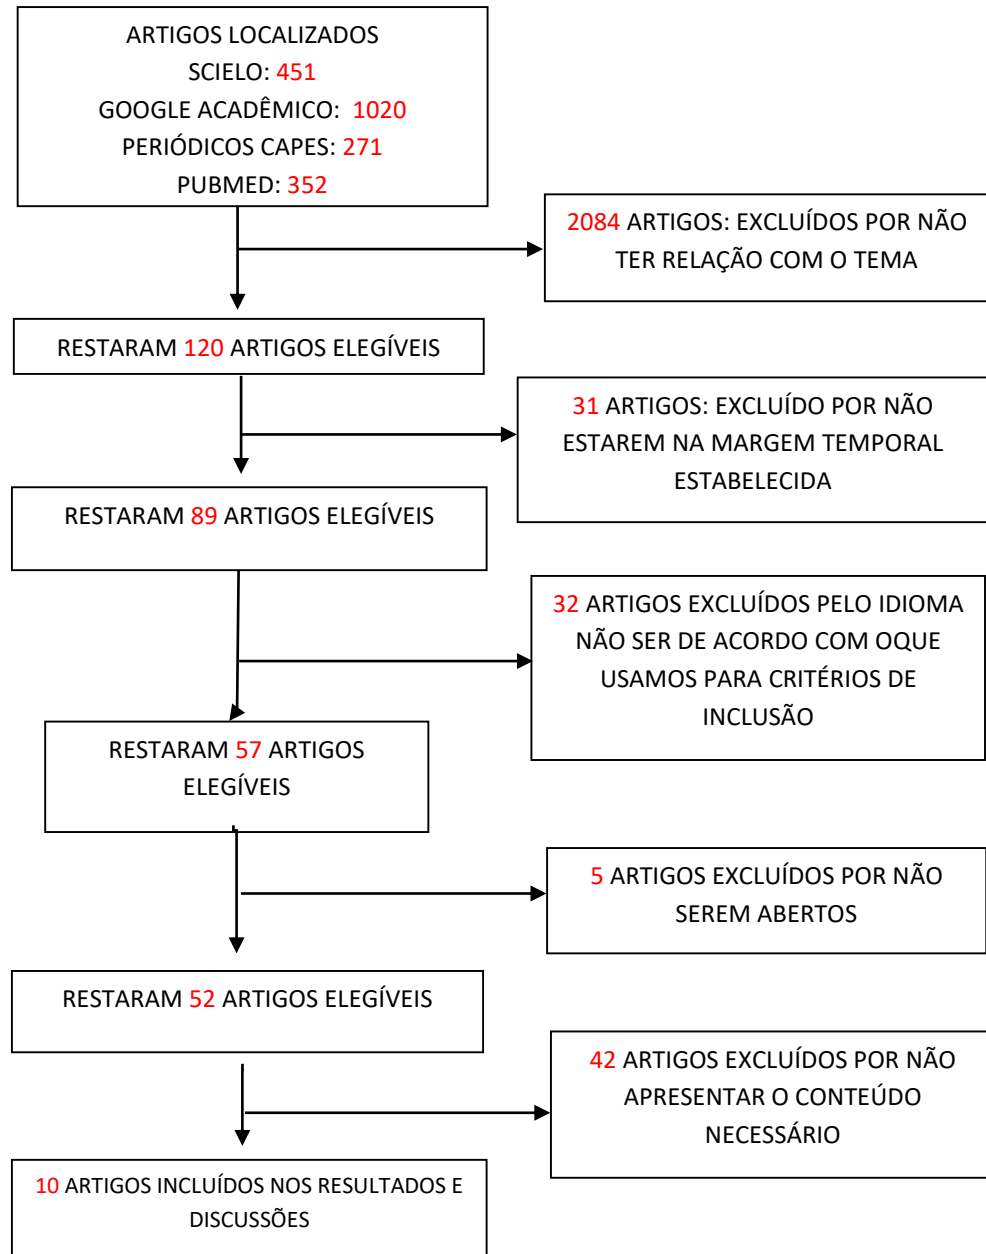 ARTIGOS LOCALIZADOS
SCIELO: 451
GOOGLE ACADÊMICO: 1020
PERIÓDICOS CAPES: 271
PUBMED: 352
2084 ARTIGOS: EXCLUÍDOS POR NÃO
TER RELAÇÃO COM O TEMA
RESTARAM 120 ARTIGOS ELEGÍVEIS
31 ARTIGOS: EXCLUÍDO POR NÃO
ESTAREM NA MARGEM TEMPORAL
ESTABELECIDA
RESTARAM 89 ARTIGOS ELEGÍVEIS
32 ARTIGOS EXCLUÍDOS PELO IDIOMA
NÃO SER DE ACORDO COM OQUE
USAMOS PARA CRITÉRIOS DE
INCLUSÃO
RESTARAM 57 ARTIGOS
ELEGÍVEIS
5 ARTIGOS EXCLUÍDOS POR NÃO
SEREM ABERTOS
RESTARAM 52 ARTIGOS ELEGÍVEIS
42 ARTIGOS EXCLUÍDOS POR NÃO
APRESENTAR O CONTEÚDO
NECESSÁRIO
10 ARTIGOS INCLUÍDOS NOS RESULTADOS E
DISCUSSÕES